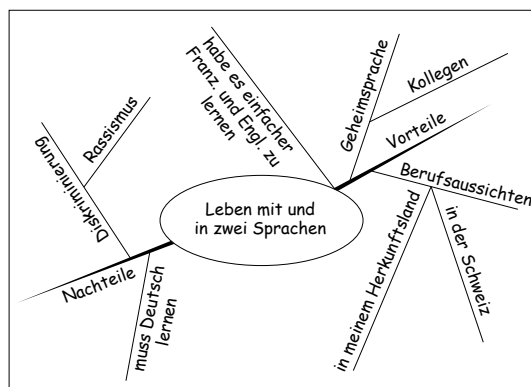 Leben mit und
in zwei Sprachen
Vorteile
habe es einfacher
Franz. und Engl. zu
lernen
Geheimsprache
Kollegen
Berufsaussichten
in meinem Herkunftsland
in der Schweiz
Nachteile
Diskriminierung
Rassismus
muss Deutsch
lernen